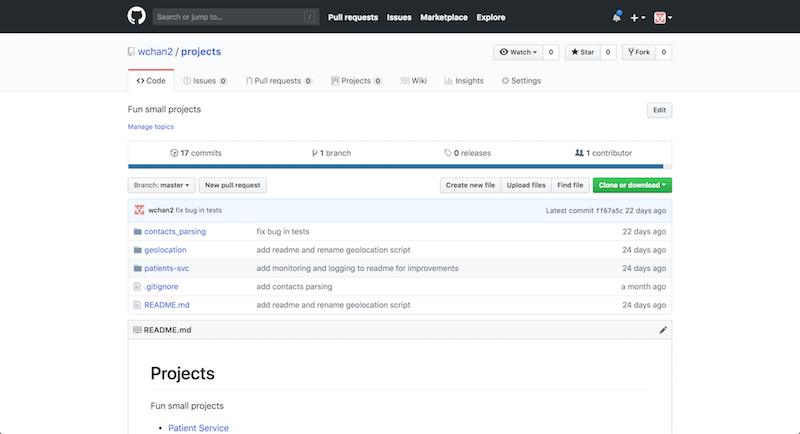 Search or jump to... /
Pull requests Issues Marketplace Explore
wchan2 / projects
Watch 0 Star 0 Fork 0
Code Issues 0 Pull requests 0 Projects 0 Wiki Insights Settings
Fun small projects Edit
Manage topics
17 commits 1 branch 0 releases 1 contributor
Branch: master New pull request Create new file Upload files Find file Clone or download
wchan2 fix bug in tests Latest commit ff67a5c 22 days ago
contacts_parsing fix bug in tests 22 days ago
geolocation add readme and rename geolocation script 24 days ago
patients-svc add monitoring and logging to readme for improvements 24 days ago
.gitignore add contacts parsing a month ago
README.md add readme and rename geolocation script 24 days ago
README.md
Projects
Fun small projects
• Patient Service